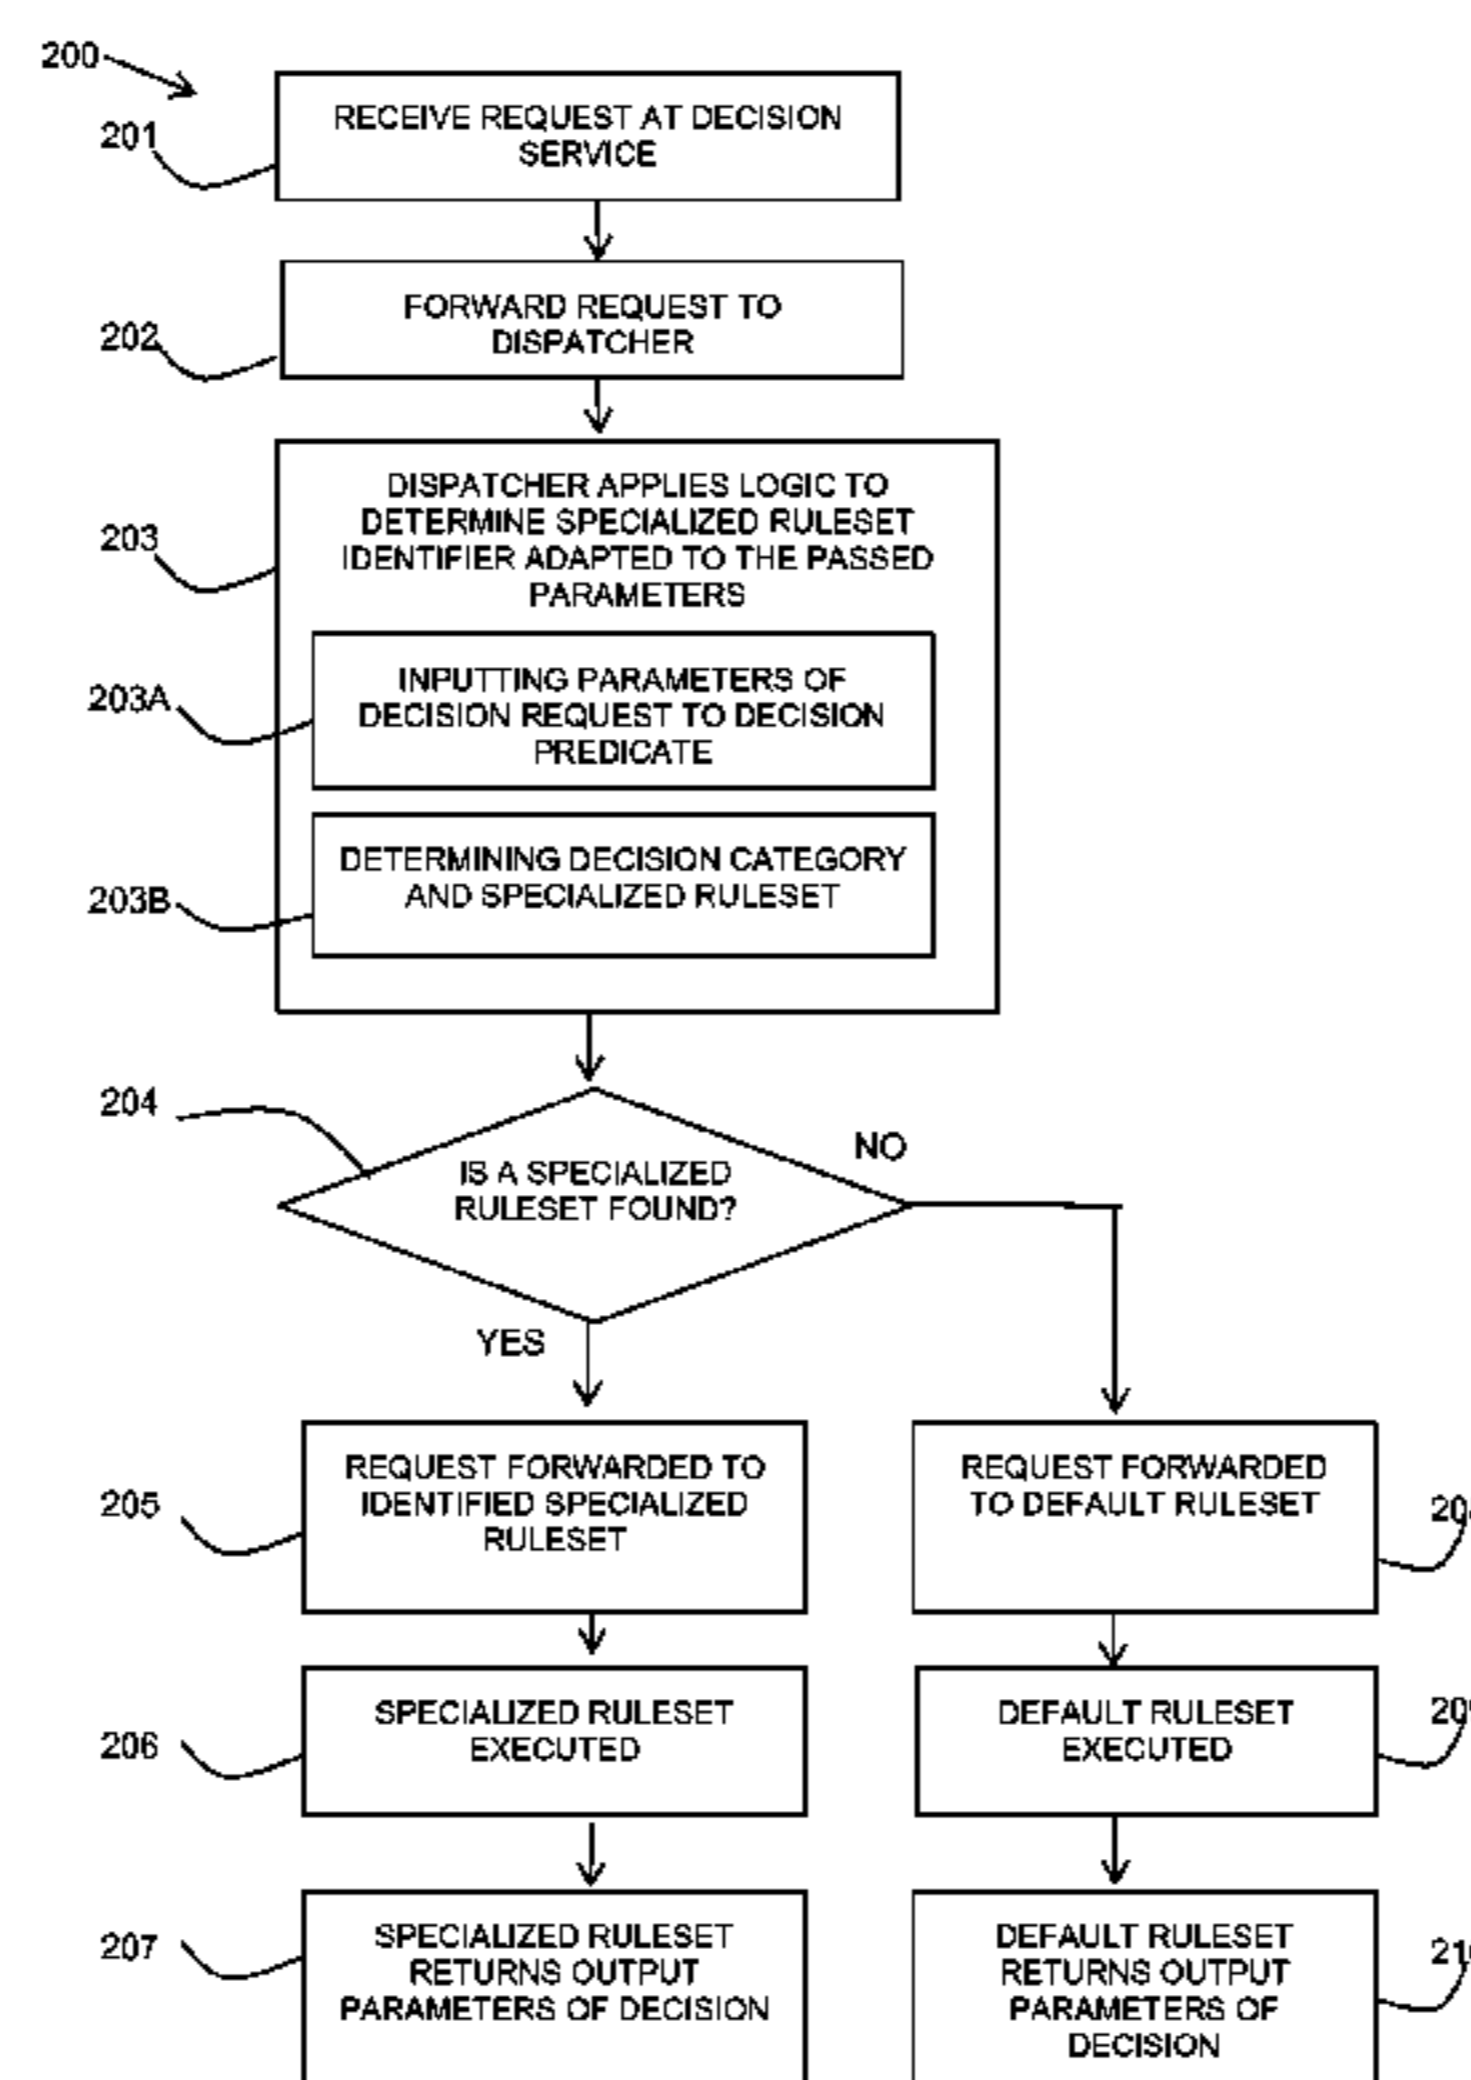 200
201
RECEIVE REQUEST AT DECISION
SERVICE
202
FORWARD REQUEST TO
DISPATCHER
203
DISPATCHER APPLIES LOGIC TO
DETERMINE SPECIALIZED RULESET
IDENTIFIER ADAPTED TO THE PASSED
PARAMETERS
203A
INPUTTING PARAMETERS OF
DECISION REQUEST TO DECISION
PREDICATE
203B
DETERMINING DECISION CATEGORY
AND SPECIALIZED RULESET
204
IS A SPECIALIZED
RULESET FOUND?
NO
YES
205
REQUEST FORWARDED TO
IDENTIFIED SPECIALIZED
RULESET
REQUEST FORWARDED
TO DEFAULT RULESET
206
SPECIALIZED RULESET
EXECUTED
DEFAULT RULESET
EXECUTED
207
SPECIALIZED RULESET
RETURNS OUTPUT
PARAMETERS OF DECISION
DEFAULT RULESET
RETURNS OUTPUT
PARAMETERS OF
DECISION